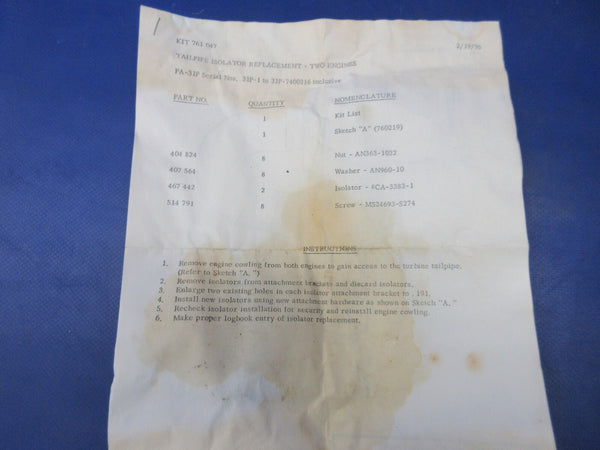 KIT 761 047 2/20/76
TAILPIPE ISOLATOR REPLACEMENT - TWO ENGINES
PA-31P Serial Nos. 31P-1 to 31P-7400216 inclusive
PART NO. QUANTITY NOMENCLATURE
1 Kit List
1 Sketch "A" (760219)
404 824 8 Nut - AN363-1032
407 564 8 Washer - AN960-10
467 442 2 Isolator - #CA-3383-1
514 791 8 Screw - MS24693-S274
INSTRUCTIONS
1. Remove engine cowling from both engines to gain access to the turbine tailpipe.
(Refer to Sketch "A.")
2. Remove isolators from attachment brackets and discard isolators.
3. Enlarge two existing holes in each isolator attachment bracket to .191.
4. Install new isolators using new attachment hardware as shown on Sketch "A."
5. Recheck isolator installation for security and reinstall engine cowling.
6. Make proper logbook entry of isolator replacement.